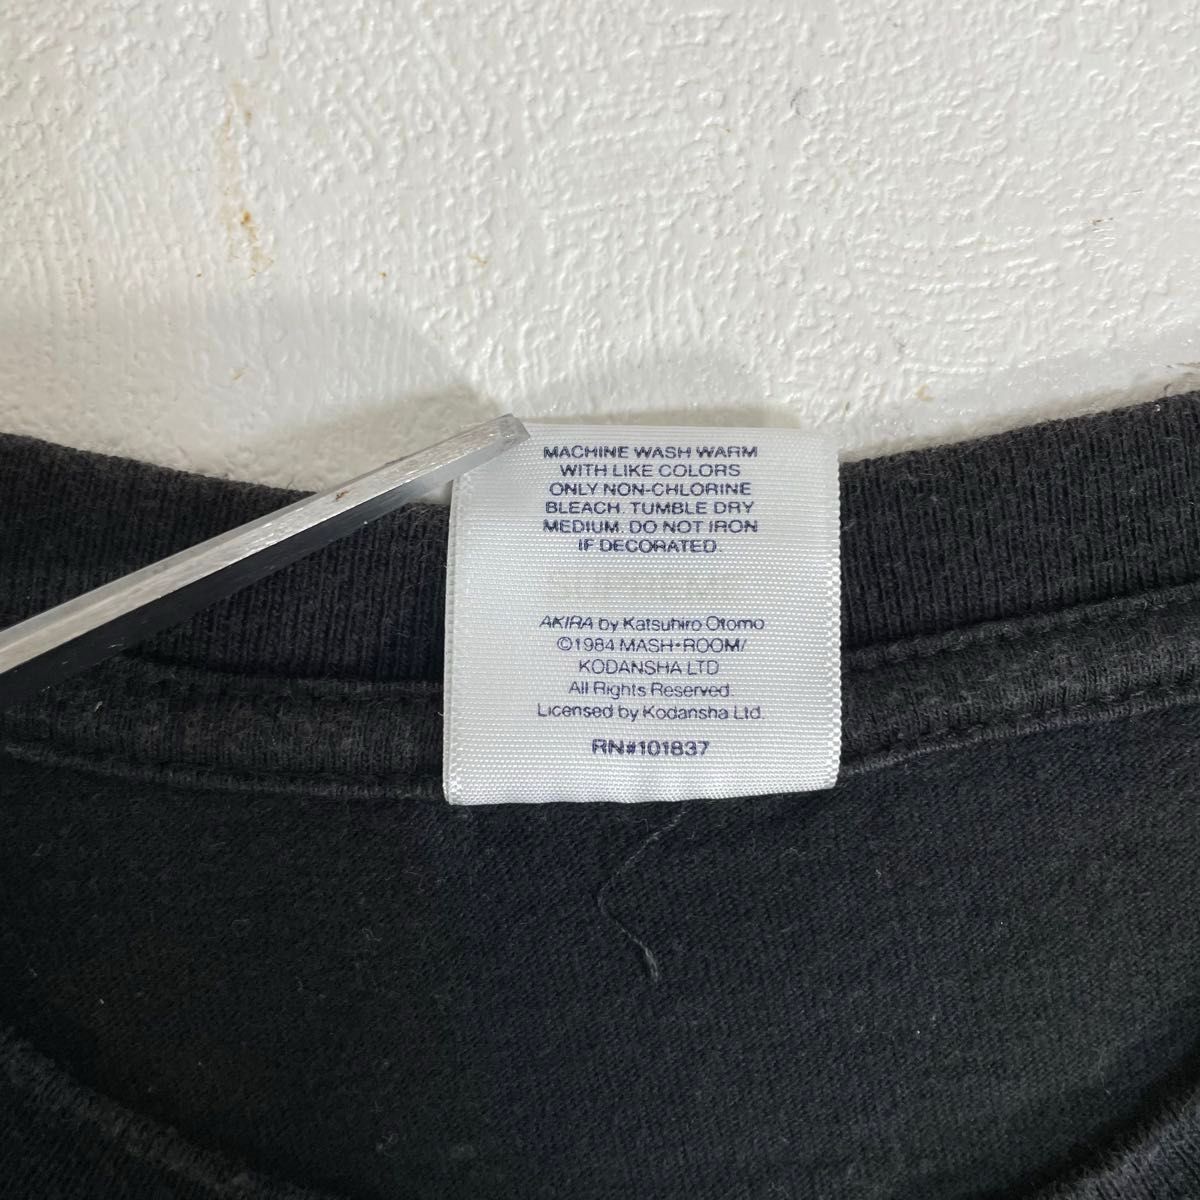 MACHINE WASH WARM
WITH LIKE COLORS
ONLY NON-CHLORINE
BLEACH. TUMBLE DRY
MEDIUM. DO NOT IRON
IF DECORATED.
AKIRA by Katsuhiro Otomo
©1984 MASH•ROOM/
KODANSHA LTD
All Rights Reserved.
Licensed by Kodansha Ltd.
RN#101837